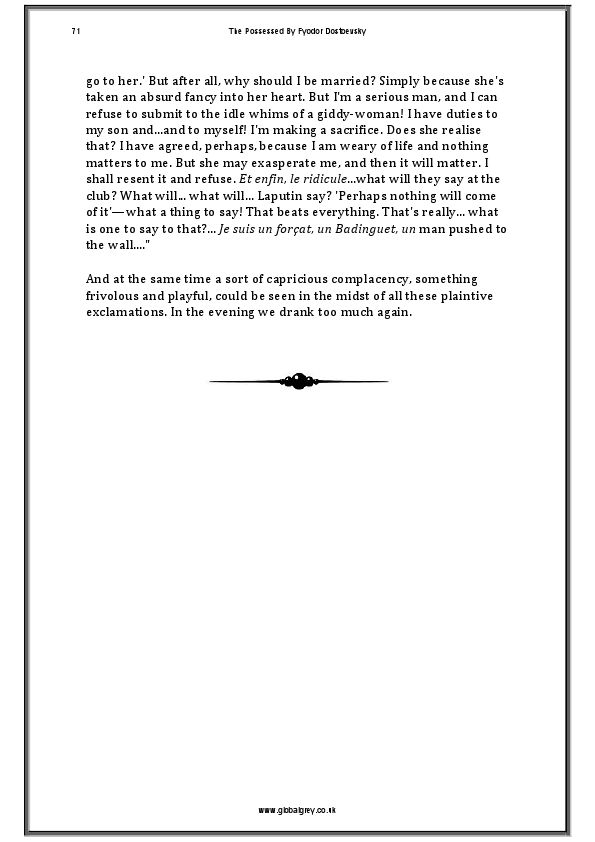 71
The Possessed By Fyodor Dostoevsky
go to her.' But after all, why should I be married? Simply because she's
taken an absurd fancy into her heart. But I'm a serious man, and I can
refuse to submit to the idle whims of a giddy-woman! I have duties to
my son and...and to myself! I'm making a sacrifice. Does she realise
that? I have agreed, perhaps, because I am weary of life and nothing
matters to me. But she may exasperate me, and then it will matter. I
shall resent it and refuse. Et enfin, le ridicule...what will they say at the
club? What will... what will... Laputin say? 'Perhaps nothing will come
of it'—what a thing to say! That beats everything. That's really... what
is one to say to that?... Je suis un forçat, un Badinguet, un man pushed to
the wall...."
And at the same time a sort of capricious complacency, something
frivolous and playful, could be seen in the midst of all these plaintive
exclamations. In the evening we drank too much again.
www.globalgrey.co.uk